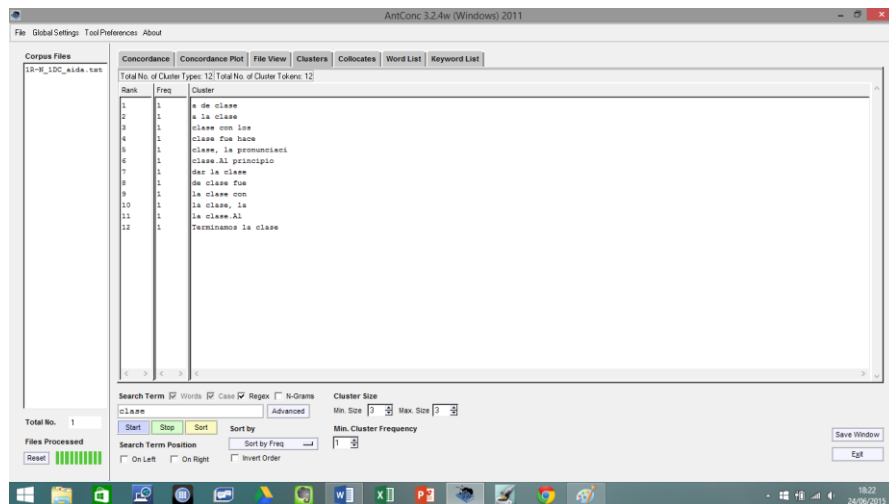 AntConc 3.2.4w (Windows) 2011
File Global Settings Tool Preferences About
Corpus Files
1R-N_1DC_aida.txt
Concordance Concordance Plot File View Clusters Collocates Word List Keyword List
Total No. of Cluster Types: 12 Total No. of Cluster Tokens: 12
Rank Freq Cluster
1 1 a de clase
2 1 a la clase
3 1 clase con los
4 1 clase fue hace
5 1 clase, la pronunciaci
6 1 clase.Al principio
7 1 dar la clase
8 1 de clase fue
9 1 la clase con
10 1 la clase, la
11 1 la clase.Al
12 1 Terminamos la clase
Search Term Words Case Regex N-Grams Cluster Size
clase Advanced Min. Size 3 Max. Size 3
Total No. 1 Start Stop Sort Sort by Min. Cluster Frequency
Files Processed Search Term Position Sort by Freq 1 Save Window
Reset On Left On Right Invert Order Exit
18:22
24/06/2015